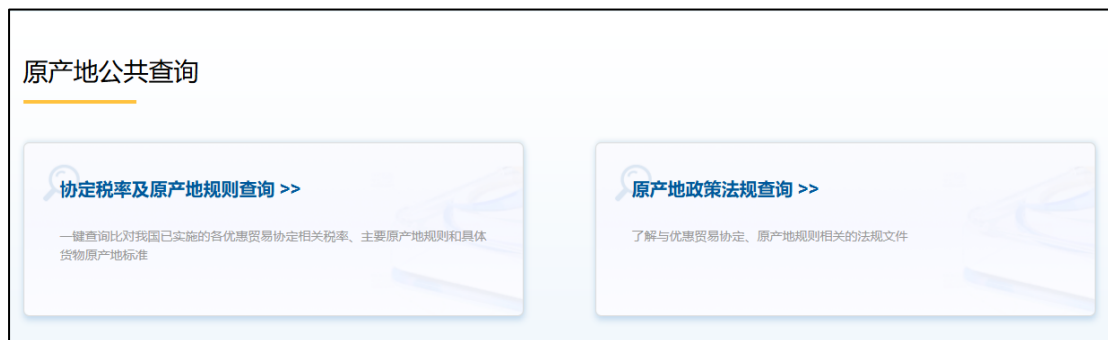 原产地公共查询
协定税率及原产地规则查询 >>
一键查询比对我国已实施的各优惠贸易协定相关税率、主要原产地规则和具体
货物原产地标准
原产地政策法规查询 >>
了解与优惠贸易协定、原产地规则相关的法规文件